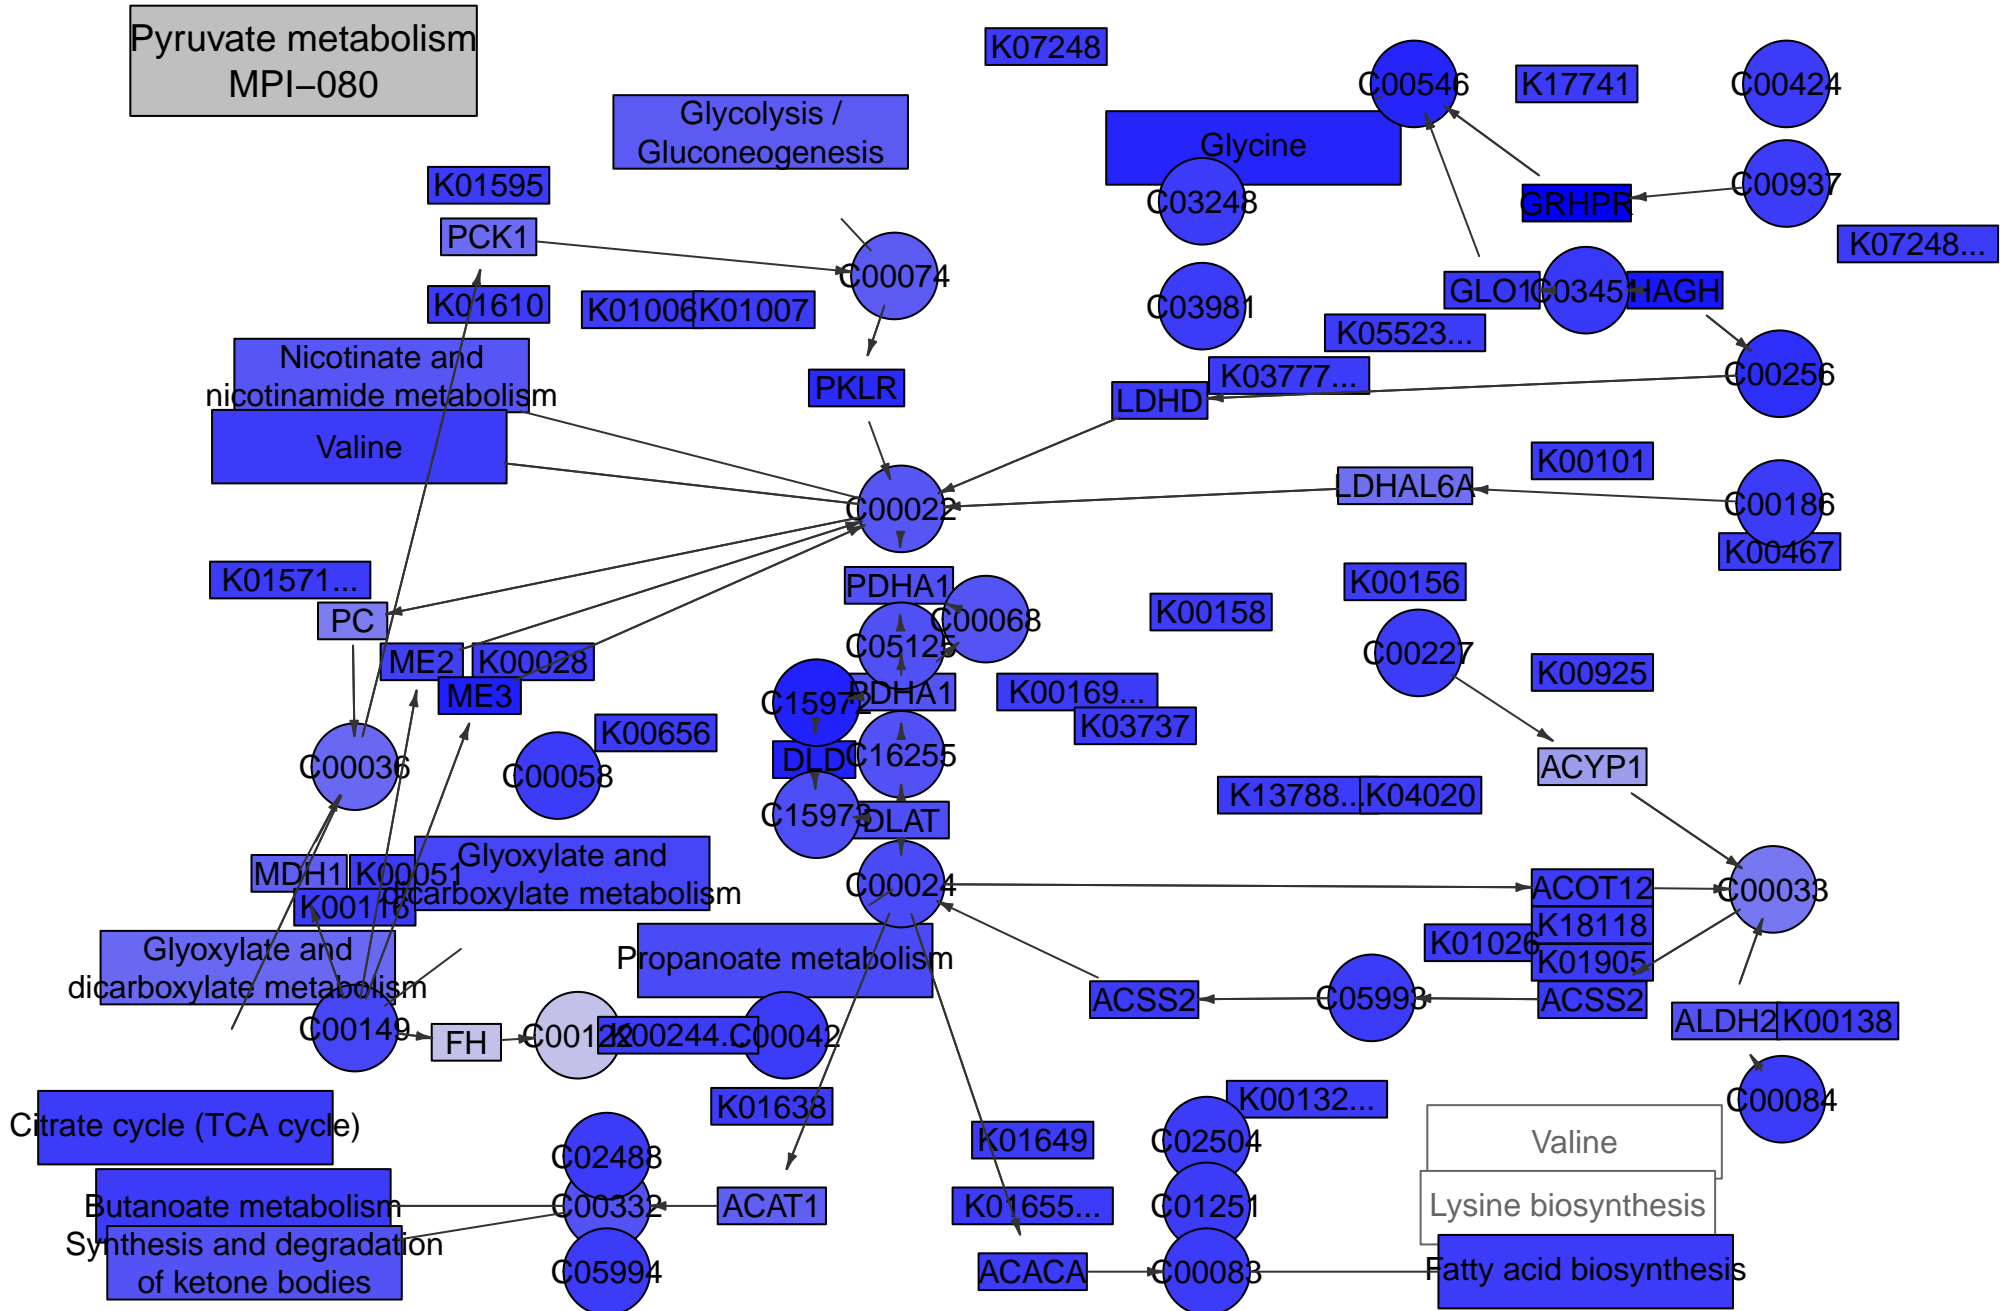 Pyruvate metabolism
MPI−080
K07248
C00546
K17741
C00424
Glycolysis /
Gluconeogenesis
Glycine
K01595
C03248
GRHPR
C00937
PCK1
K07248...
C00074
GLO1
C03451
HAGH
K01610
K01006
K01007
C03981
K05523...
Nicotinate and
nicotinamide metabolism
PKLR
K03777...
C00256
LDHD
Valine
K00101
LDHAL6A
C00186
C00022
K00467
K01571...
PDHA1
K00156
PC
C00068
K00158
C05125
C00227
ME2
K00028
K00925
ME3
C15972
PDHA1
K00169...
K03737
K00656
C00036
C00058
DLD
C16255
ACYP1
K13788...
K04020
C15973
DLAT
MDH1
K00051
Glyoxylate and
dicarboxylate metabolism
K00116
C00024
ACOT12
C00033
K18118
K01026
K01905
Glyoxylate and
dicarboxylate metabolism
Propanoate metabolism
ACSS2
C05993
ACSS2
ALDH2
K00138
C00149
FH
C00122
K00244...
C00042
K01638
K00132...
C00084
Citrate cycle (TCA cycle)
C02488
K01649
C02504
Valine
Butanoate metabolism
C00332
ACAT1
K01655...
C01251
Lysine biosynthesis
Synthesis and degradation
of ketone bodies
C05994
ACACA
C00083
Fatty acid biosynthesis